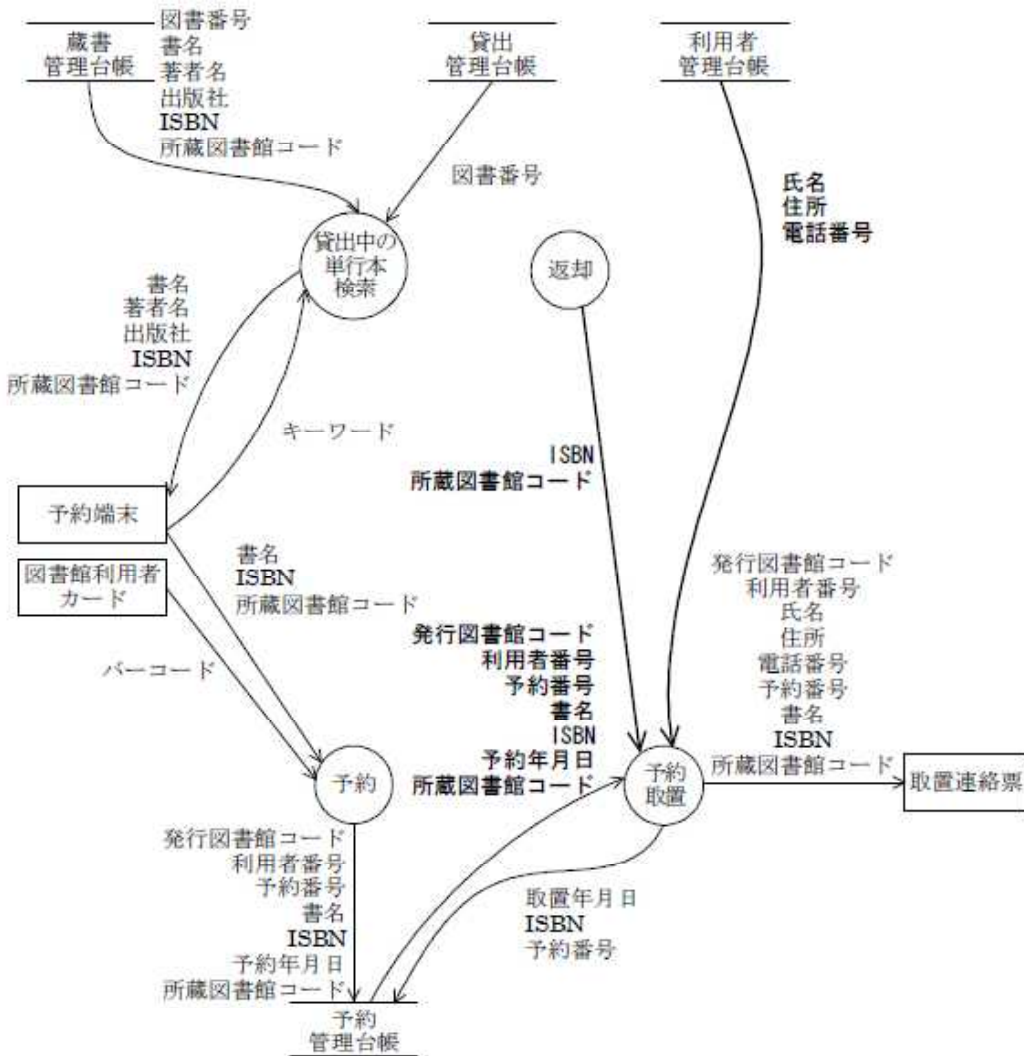 蔵書
管理台帳
図書番号
書名
著者名
出版社
ISBN
所蔵図書館コード
貸出
管理台帳
利用者
管理台帳
図書番号
氏名
住所
電話番号
貸出中の
単行本
検索
返却
書名
著者名
出版社
ISBN
所蔵図書館コード
キーワード
ISBN
所蔵図書館コード
予約端末
図書館利用者
カード
書名
ISBN
所蔵図書館コード
バーコード
発行図書館コード
利用者番号
予約番号
書名
ISBN
予約年月日
所蔵図書館コード
発行図書館コード
利用者番号
氏名
住所
電話番号
予約番号
書名
ISBN
所蔵図書館コード
予約
予約
取置
取置連絡票
発行図書館コード
利用者番号
予約番号
書名
ISBN
予約年月日
所蔵図書館コード
取置年月日
ISBN
予約番号
予約
管理台帳